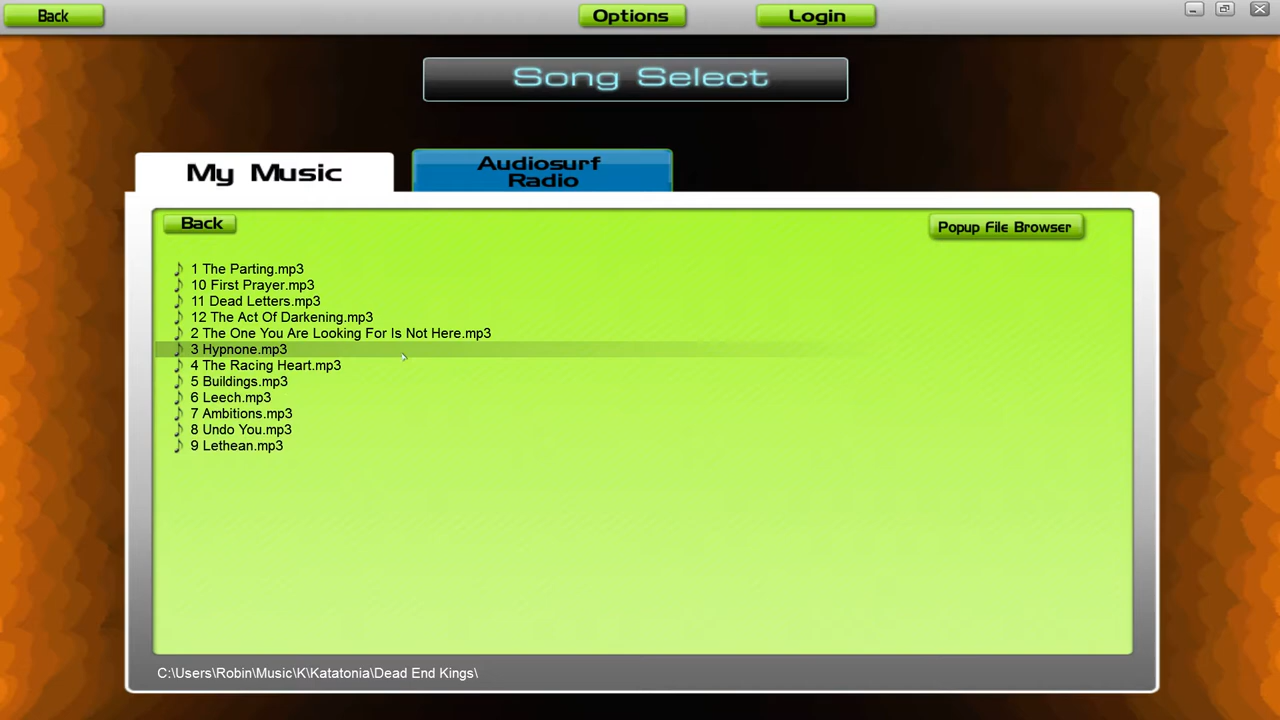 Back
Options
Login
Song Select
My Music
Audiosurf
Radio
Back
Popup File Browser
1 The Parting.mp3
10 First Prayer.mp3
11 Dead Letters.mp3
12 The Act Of Darkening.mp3
2 The One You Are Looking For Is Not Here.mp3
3 Hypnone.mp3
4 The Racing Heart.mp3
5 Buildings.mp3
6 Leech.mp3
7 Ambitions.mp3
8 Undo You.mp3
9 Lethean.mp3
C:\Users\Robin\Music\K\Katatonia\Dead End Kings\